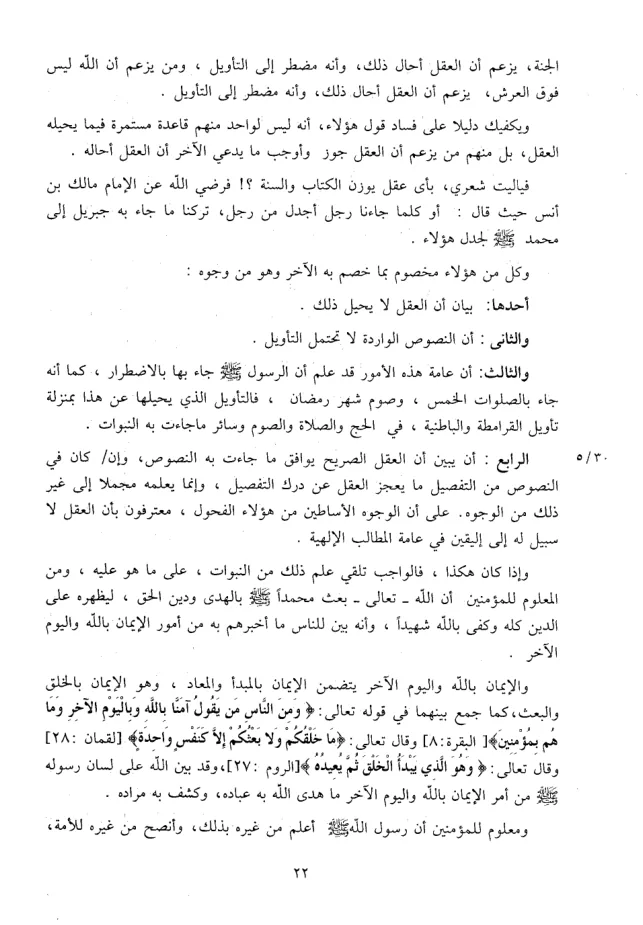 الجنة، يزعم أن العقل أحال ذلك، وأنه مضطر إلى التأويل ، ومن يزعم أن اللّه ليس
فوق العرش، يزعم أن العقل أحال ذلك، وأنه مضطر إلى التأويل .
ويكفيك دليلا على فساد قول هؤلاء، أنه ليس لواحد منهم قاعدة مستمرة فيما يحيله
العقل، بل منهم من يزعم أن العقل جوز وأوجب ما يدعي الآخر أن العقل أحاله .
فياليت شعري، بأى عقل يوزن الكتاب والسنة ؟! فرضي اللّه عن الإمام مالك بن
أنس حيث قال : أو كلما جاءنا رجل أجدل من رجل، تركنا ما جاء به جبريل إلى
محمد ﷺ لجدل هؤلاء .
وكل من هؤلاء مخصوم بما خصم به الآخر وهو من وجوه :
أحدها: بيان أن العقل لا يحيل ذلك .
والثانى : أن النصوص الواردة لا تحتمل التأويل .
والثالث: أن عامة هذه الأمور قد علم أن الرسول ﷺ جاء بها بالاضطرار ، كما أنه
جاء بالصلوات الخمس ، وصوم شهر رمضان ، فالتأويل الذي يحيلها عن هذا بمنزلة
تأويل القرامطة والباطنية ، في الحج والصلاة والصوم وسائر ماجاءت به النبوات .
٥/٣٠ الرابع : أن يبين أن العقل الصريح يوافق ما جاءت به النصوص، وإن/ كان في
النصوص من التفصيل ما يعجز العقل عن درك التفصيل ، وإنما يعلمه مجملا إلى غير
ذلك من الوجوه. على أن الوجوه الأساطين من هؤلاء الفحول ، معترفون بأن العقل لا
سبيل له إلى إليقين في عامة المطالب الإلهية .
وإذا كان هكذا ، فالواجب تلقي علم ذلك من النبوات ، على ما هو عليه ، ومن
المعلوم للمؤمنين أن اللّه ـ تعالى ـ بعث محمداً ﷺ بالهدى ودين الحق ، ليظهره على
الدين كله وكفى باللّه شهيداً ، وأنه بين للناس ما أخبرهم به من أمور الإيمان باللّه واليوم
الآخر .
والإيمان باللّه واليوم الآخر يتضمن الإيمان بالمبدأ والمعاد ، وهو الإيمان بالخلق
والبعث،كما جمع بينهما في قوله تعالى: ﴿ وَمِنَ النَّاسِ مَن يَقُولُ آمَنَّا بِاللَّهِ وَبِالْيَوْمِ الآخِرِ وَمَا
هُم بِمُؤْمِنِينَ﴾[ البقرة:٨] وقال تعالى: ﴿مَا خَلْقُكُمْ وَلا بَعْثُكُمْ إِلاَّ كَنَفْسٍ وَاحِدَةٍ﴾ [لقمان :٢٨]
وقال تعالى: ﴿ وَهُوَ الَّذِي يَبْدَأُ الْخَلْقَ ثُمَّ يُعِيدُهُ ﴾[الروم :٢٧]،وقد بين اللّه على لسان رسوله
ﷺ من أمر الإيمان باللّه واليوم الآخر ما هدى اللّه به عباده، وكشف به مراده .
ومعلوم للمؤمنين أن رسول اللّهﷺ أعلم من غيره بذلك، وأنصح من غيره للأمة،
٢٢